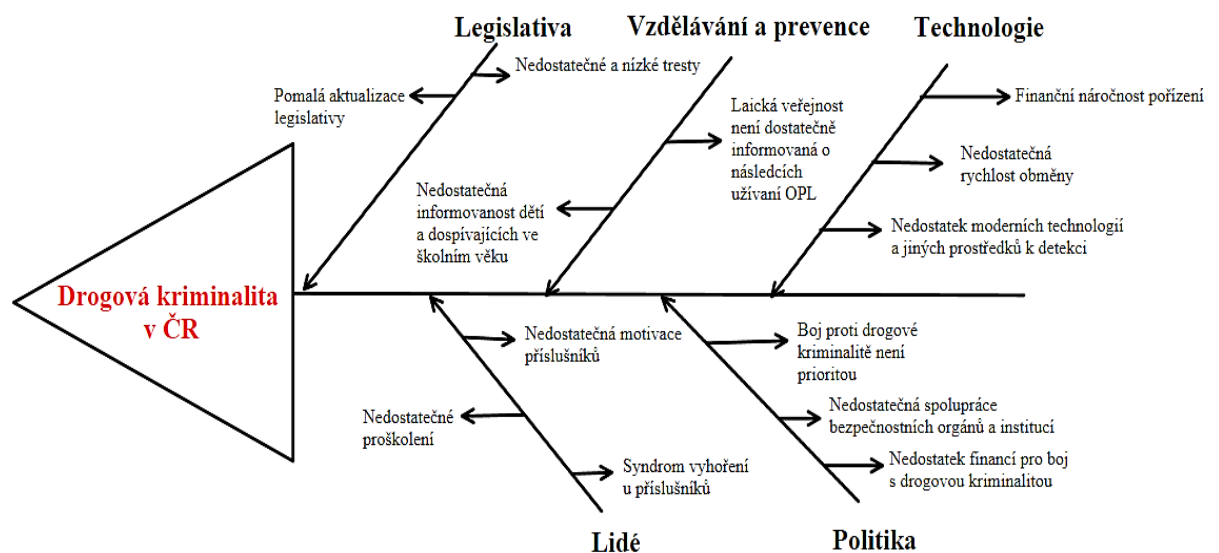 Legislativa
Vzdělávání a prevence
Technologie
Nedostatečné a nízké tresty
Pomalá aktualizace
legislativy
Laická veřejnost
není dostatečně
informovaná o
následcích
užívaní OPL
Nedostatečná
informovanost dětí
a dospívajících ve
školním věku
Finanční náročnost pořízení
Nedostatečná
rychlost obměny
Nedostatek moderních technologií
a jiných prostředků k detekci
Drogová kriminalita
v ČR
Nedostatečná motivace
příslušníků
Nedostatečné
proškolení
Syndrom vyhoření
u příslušníků
Boj proti drogové
kriminalitě není
prioritou
Nedostatečná spolupráce
bezpečnostních orgánů a institucí
Nedostatek financí pro boj
s drogovou kriminalitou
Lidé
Politika